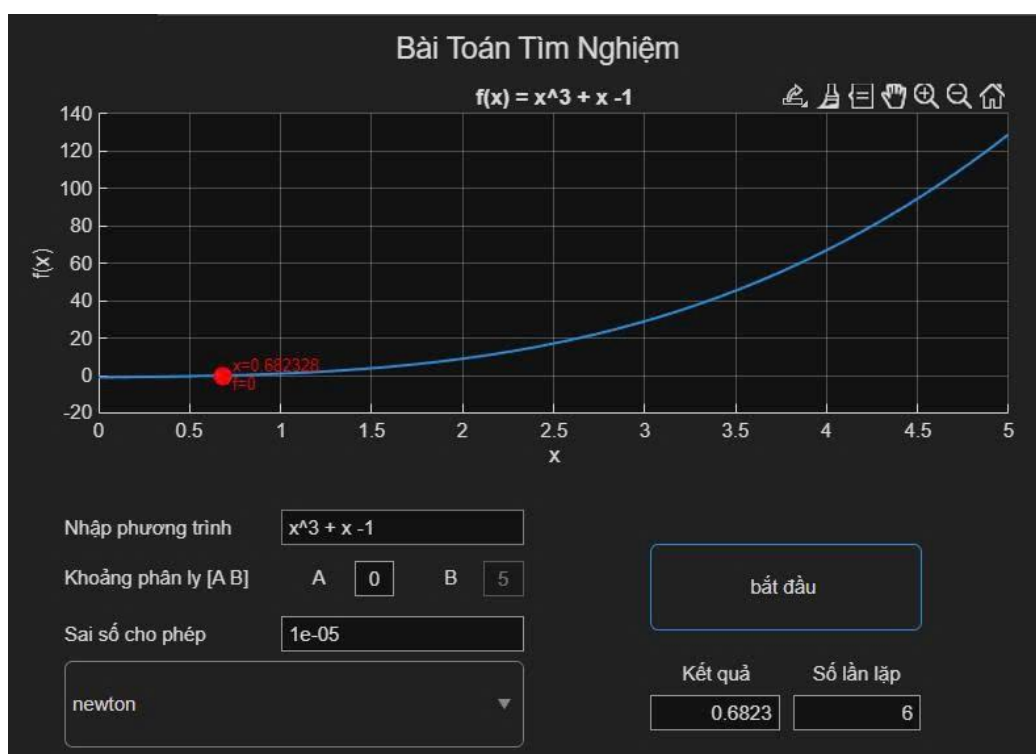 Bài Toán Tìm Nghiệm
f(x) = x^3 + x -1
140
120
100
80
60
40
20
0
-20
f(x)
x=0.682328
f=0
0 0.5 1 1.5 2 2.5 3 3.5 4 4.5 5
x
Nhập phương trình x^3 + x -1
Khoảng phân ly [A B] A 0 B 5
bắt đầu
Sai số cho phép 1e-05
Kết quả Số lần lặp
newton 0.6823 6